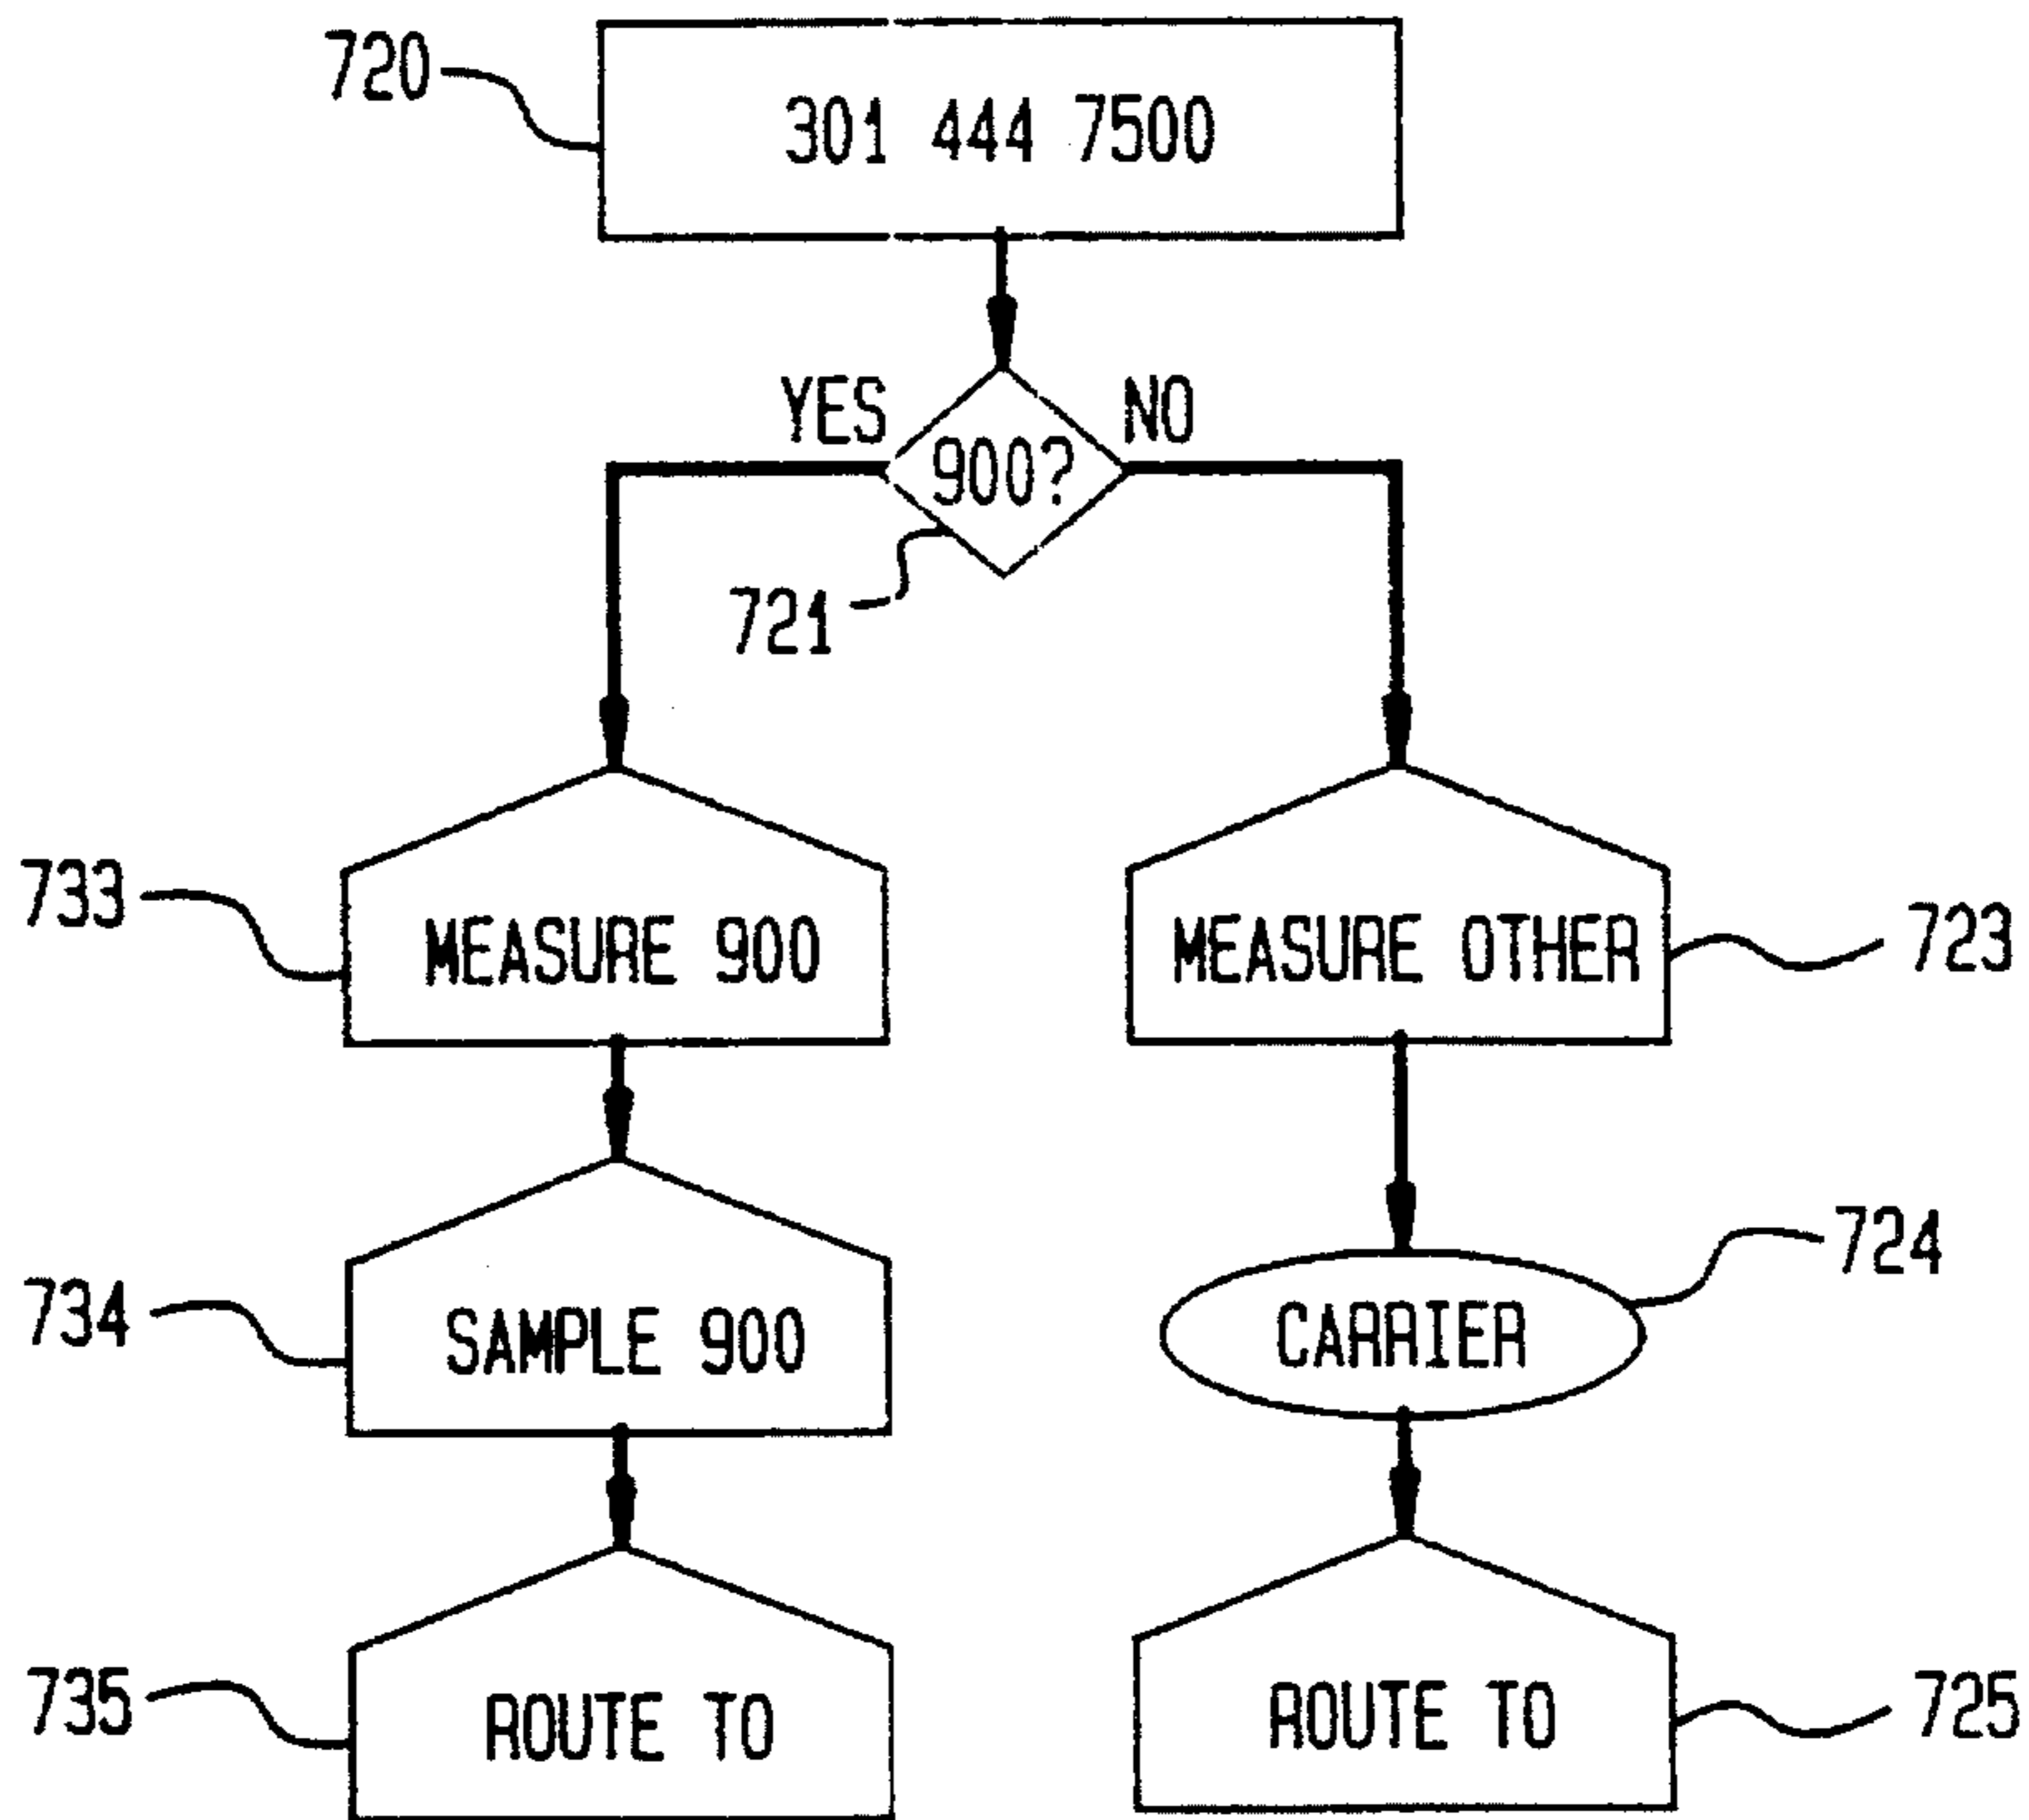 720
301 444 7500
YES
NO
900?
721
733
MEASURE 900
MEASURE OTHER
723
734
SAMPLE 900
CARRIER
724
735
ROUTE TO
ROUTE TO
725